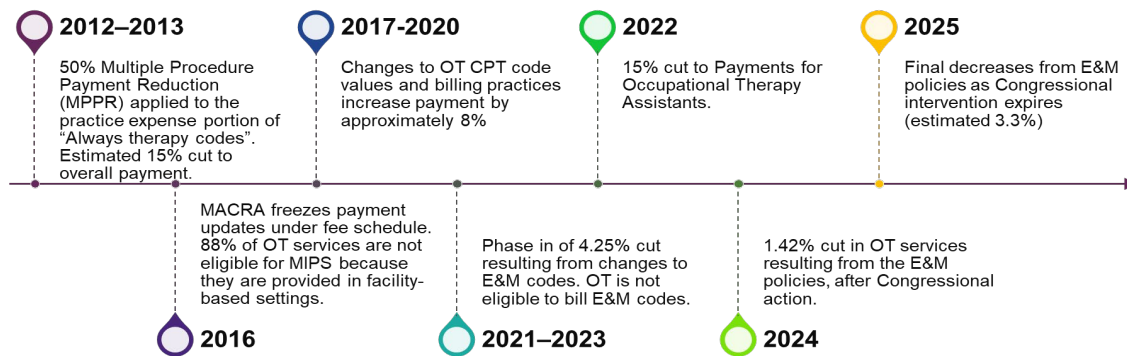 2012–2013
50% Multiple Procedure
Payment Reduction
(MPPR) applied to the
practice expense portion of
“Always therapy codes”.
Estimated 15% cut to
overall payment.
2017-2020
Changes to OT CPT code
values and billing practices
increase payment by
approximately 8%
2022
15% cut to Payments for
Occupational Therapy
Assistants.
2025
Final decreases from E&M
policies as Congressional
intervention expires
(estimated 3.3%)
MACRA freezes payment
updates under fee schedule.
88% of OT services are not
eligible for MIPS because
they are provided in facility-
based settings.
2016
Phase in of 4.25% cut
resulting from changes to
E&M codes. OT is not
eligible to bill E&M codes.
2021–2023
1.42% cut in OT services
resulting from the E&M
policies, after Congressional
action.
2024